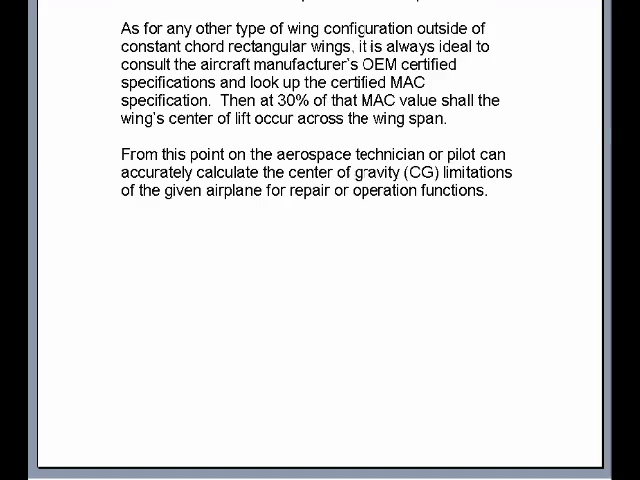 As for any other type of wing configuration outside of
constant chord rectangular wings, it is always ideal to
consult the aircraft manufacturer's OEM certified
specifications and look up the certified MAC
specification.  Then at 30% of that MAC value shall the
wing's center of lift occur across the wing span.
From this point on the aerospace technician or pilot can
accurately calculate the center of gravity (CG) limitations
of the given airplane for repair or operation functions.